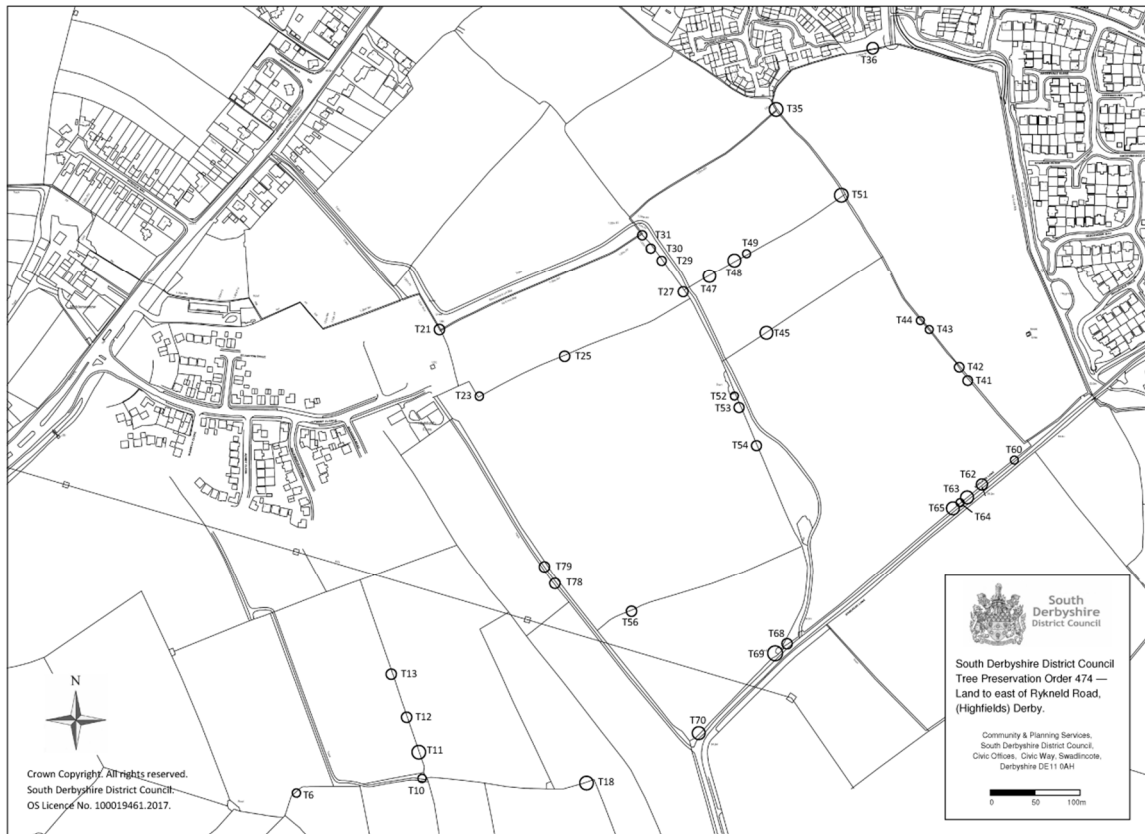 T36
T35
T51
T31
T30
T29
T49
T48
T47
T27
T21
T25
T45
T44
T43
T42
T41
T23
T52
T53
T54
T60
T62
T63
T65
T64
T79
T78
T56
T68
T69
T13
T12
T11
T10
T6
T18
T70
N
Crown Copyright. All rights reserved.
South Derbyshire District Council.
OS Licence No. 100019461.2017.
South
Derbyshire
District Council
South Derbyshire District Council
Tree Preservation Order 474 —
Land to east of Rykneld Road,
(Highfields) Derby.
Community & Planning Services,
South Derbyshire District Council,
Civic Offices, Civic Way, Swadlincote,
Derbyshire DE11 0AH
0 50 100m